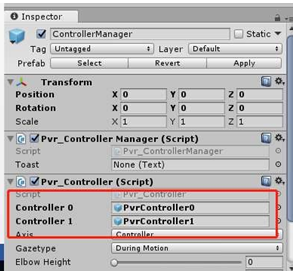 Inspector
ControllerManager Static
Tag Untagged Layer Default
Prefab Select Revert Apply
Transform
Position X 0 Y 0 Z 0
Rotation X 0 Y 0 Z 0
Scale X 1 Y 1 Z 1
Pvr_Controller Manager (Script)
Script Pvr_ControllerManager
Toast None (Text)
Pvr_Controller (Script)
Script Pvr_Controller
Controller 0 PvrController0
Controller 1 PvrController1
Axis Controller
Gazetype During Motion
Elbow Height 0